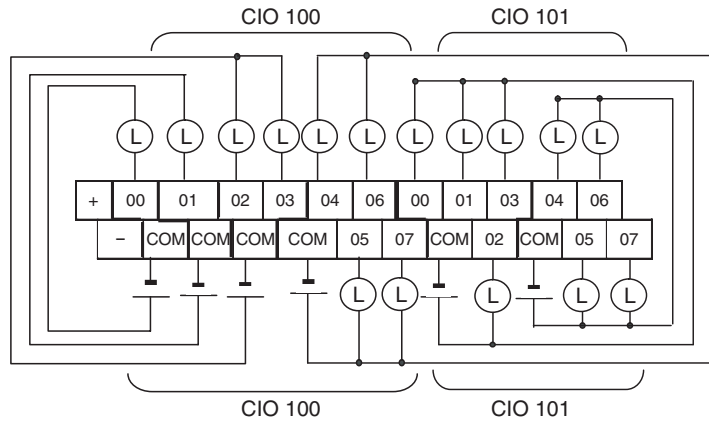 CIO 100 CIO 101
L L L L L L L L L L L
+ 00 01 02 03 04 06 00 01 03 04 06
− COM COM COM COM 05 07 COM 02 COM 05 07
L L L L L
CIO 100 CIO 101